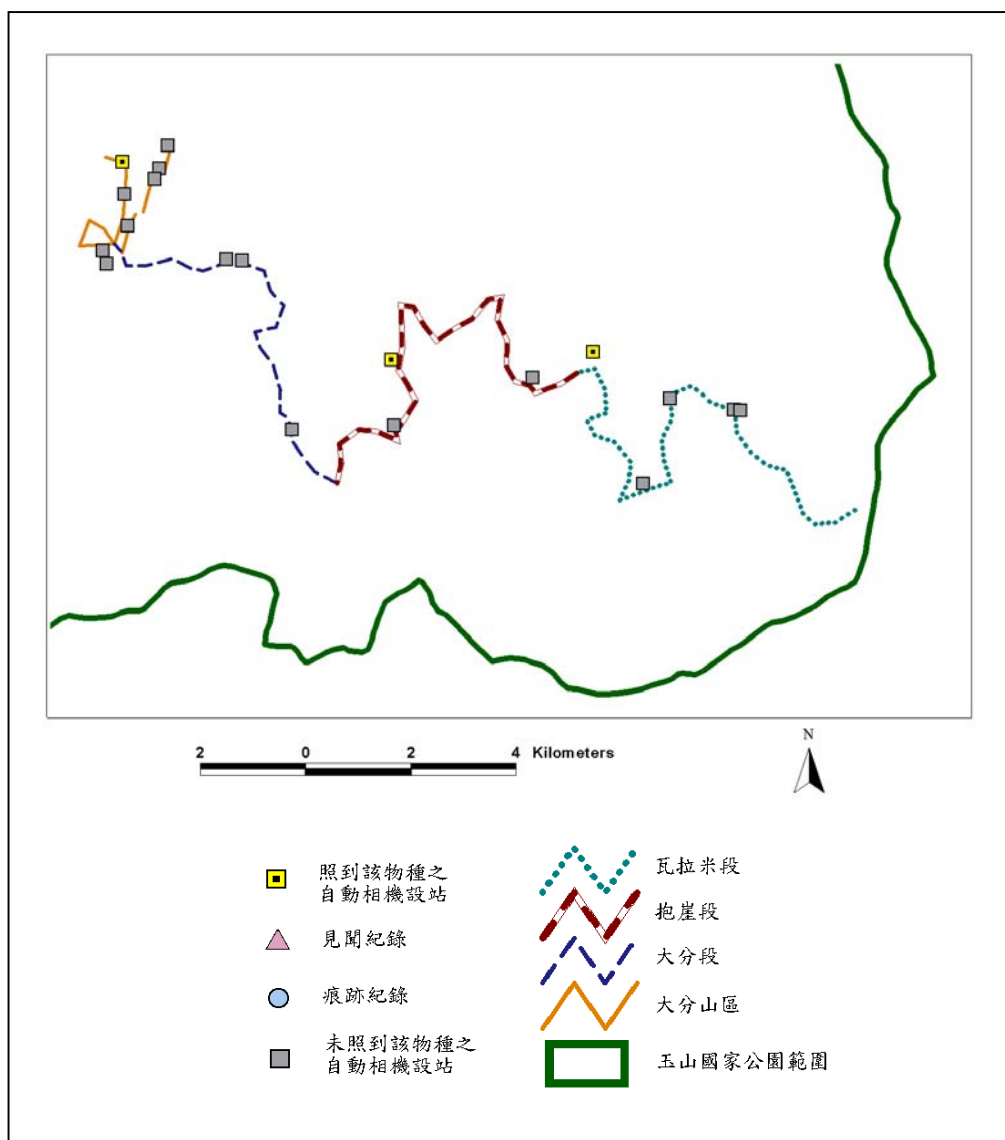 2 0 2 4 Kilometers
N
照到該物種之
自動相機設站
見聞紀錄
痕跡紀錄
未照到該物種之
自動相機設站
瓦拉米段
抱崖段
大分段
大分山區
玉山國家公園範圍